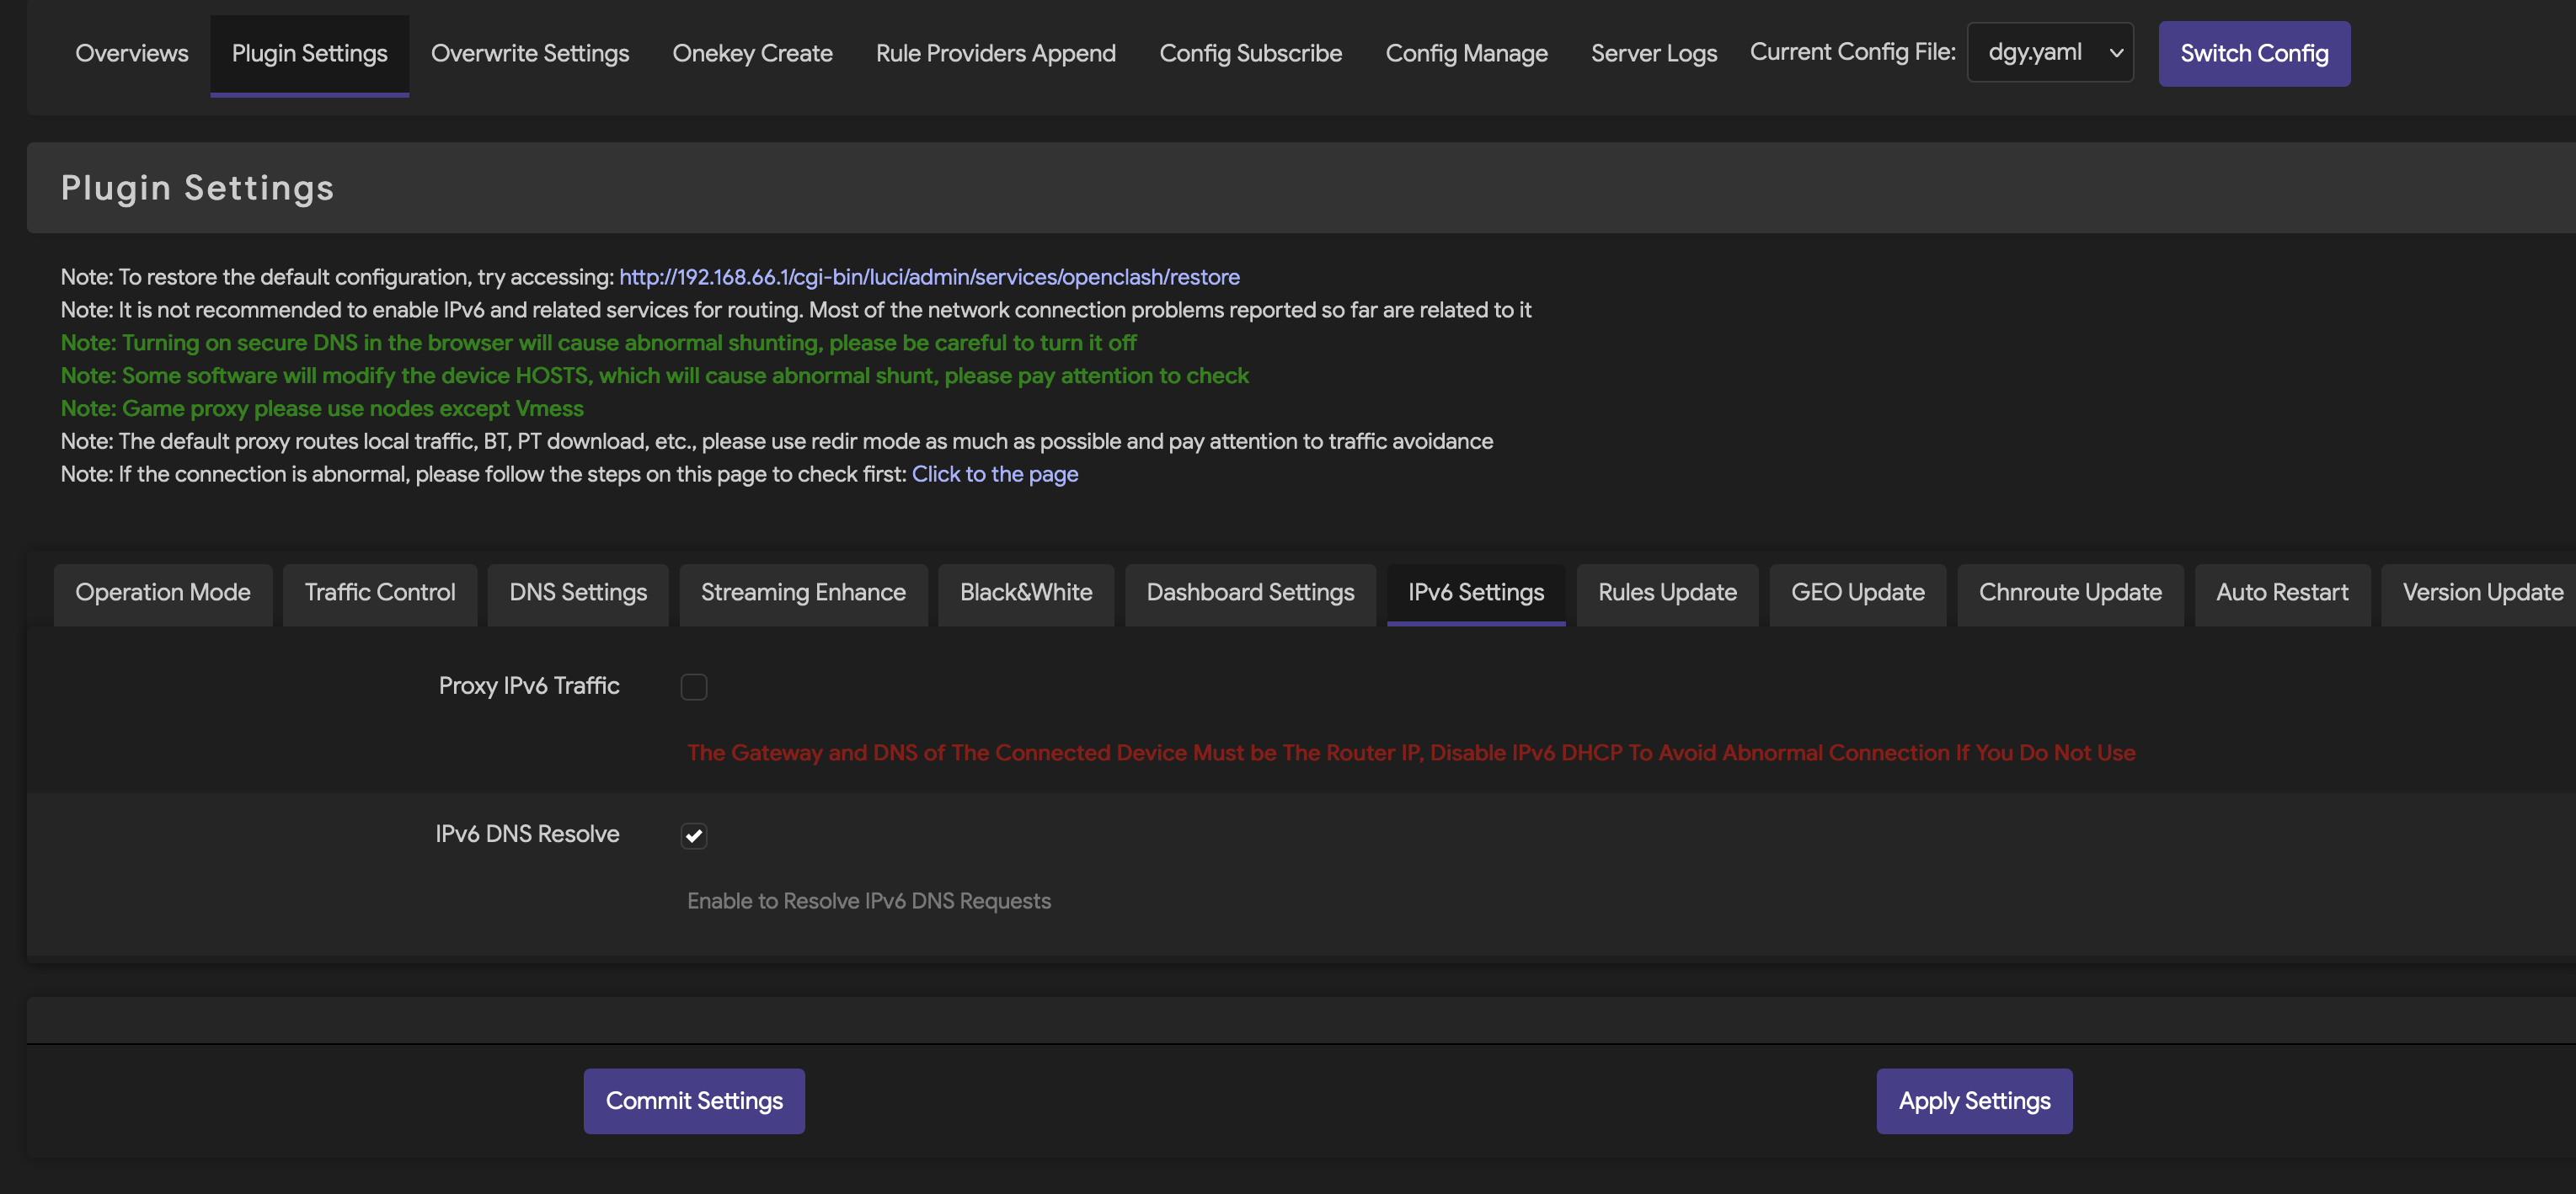 Overviews Plugin Settings Overwrite Settings Onekey Create Rule Providers Append Config Subscribe Config Manage Server Logs Current Config File: dgy.yaml Switch Config
Plugin Settings
Note: To restore the default configuration, try accessing: http://192.168.66.1/cgi-bin/luci/admin/services/openclash/restore
Note: It is not recommended to enable IPv6 and related services for routing. Most of the network connection problems reported so far are related to it
Note: Turning on secure DNS in the browser will cause abnormal shunting, please be careful to turn it off
Note: Some software will modify the device HOSTS, which will cause abnormal shunt, please pay attention to check
Note: Game proxy please use nodes except Vmess
Note: The default proxy routes local traffic, BT, PT download, etc., please use redir mode as much as possible and pay attention to traffic avoidance
Note: If the connection is abnormal, please follow the steps on this page to check first: Click to the page
Operation Mode Traffic Control DNS Settings Streaming Enhance Black&White Dashboard Settings IPv6 Settings Rules Update GEO Update Chnroute Update Auto Restart Version Update
Proxy IPv6 Traffic
The Gateway and DNS of The Connected Device Must be The Router IP, Disable IPv6 DHCP To Avoid Abnormal Connection If You Do Not Use
IPv6 DNS Resolve
Enable to Resolve IPv6 DNS Requests
Commit Settings Apply Settings